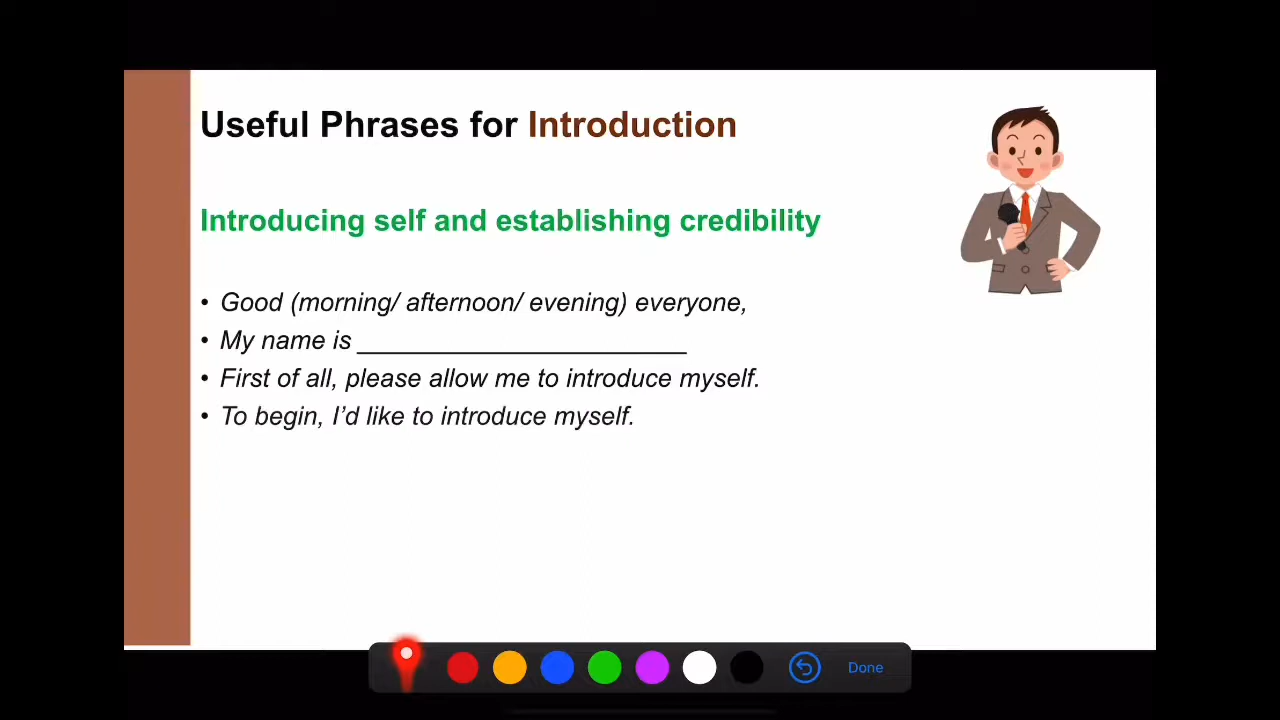 Useful Phrases for Introduction
Introducing self and establishing credibility
• Good (morning/ afternoon/ evening) everyone,
• My name is _______________________
• First of all, please allow me to introduce myself.
• To begin, I’d like to introduce myself.
Done